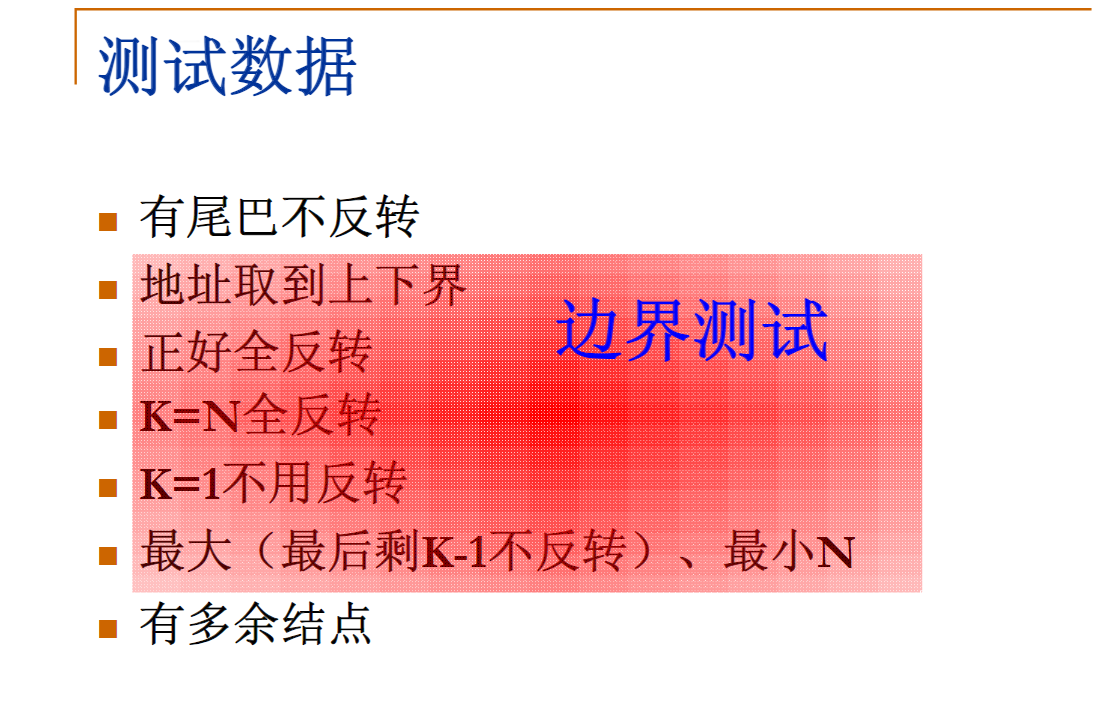 测试数据
有尾巴不反转
地址取到上下界
边界测试
正好全反转
K=N全反转
K=1不用反转
最大（最后剩K-1不反转）、最小N
有多余结点